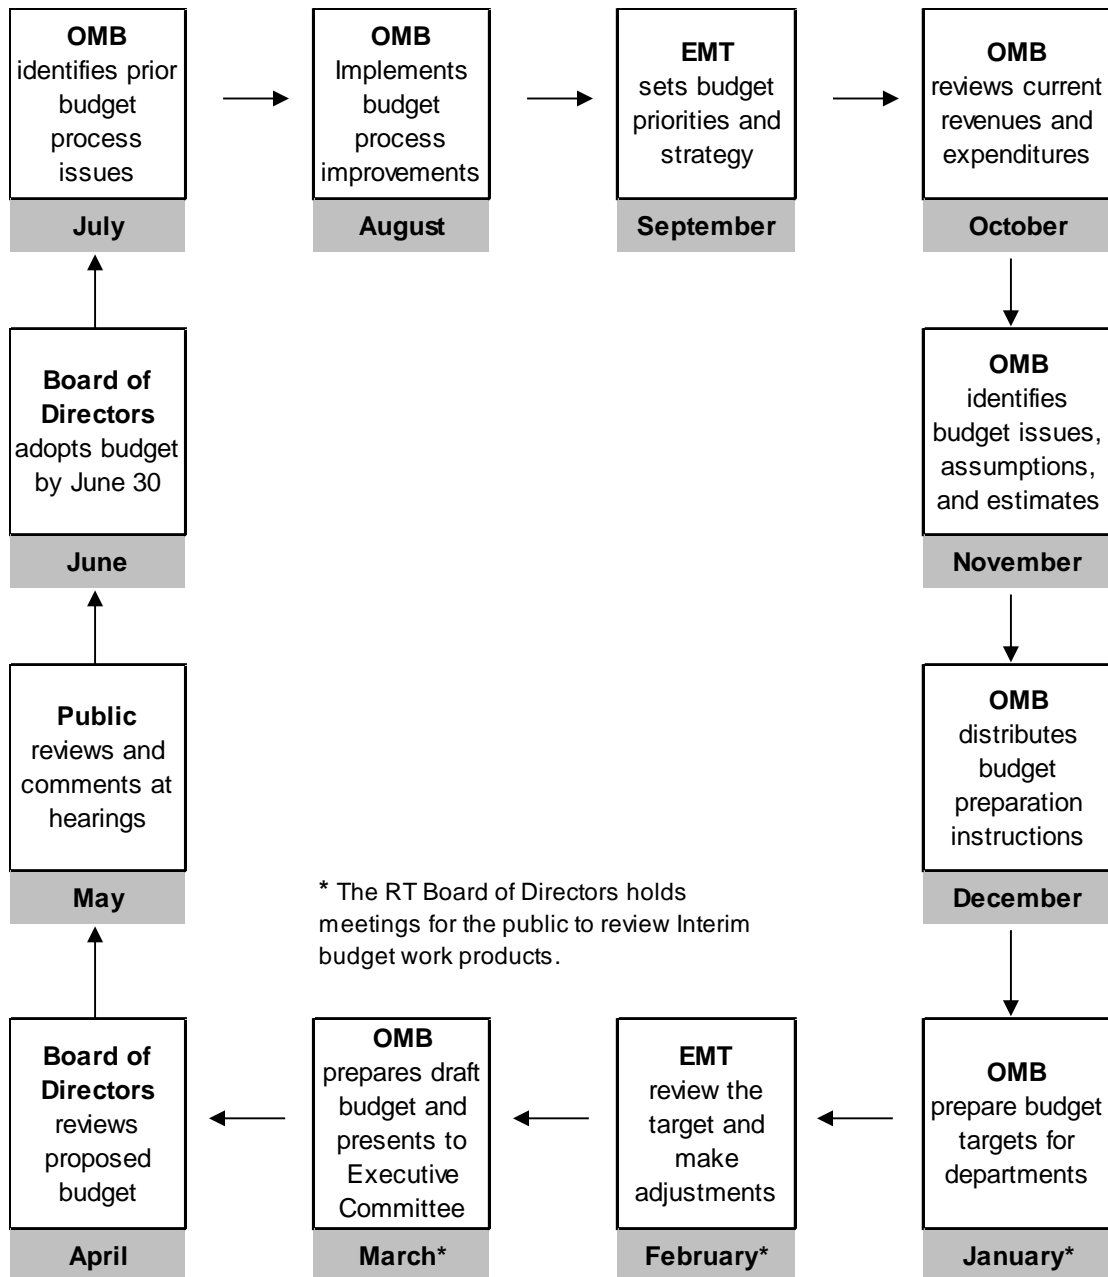 OMB
identifies prior
budget
process
issues
July
OMB
Implements
budget
process
improvements
August
EMT
sets budget
priorities and
strategy
September
OMB
reviews current
revenues and
expenditures
October
OMB
identifies
budget issues,
assumptions,
and estimates
November
OMB
distributes
budget
preparation
instructions
December
OMB
prepare budget
targets for
departments
January*
EMT
review the
target and
make
adjustments
February*
OMB
prepares draft
budget and
presents to
Executive
Committee
March*
Board of
Directors
reviews
proposed
budget
April
Public
reviews and
comments at
hearings
May
Board of
Directors
adopts budget
by June 30
June
* The RT Board of Directors holds
meetings for the public to review Interim
budget work products.